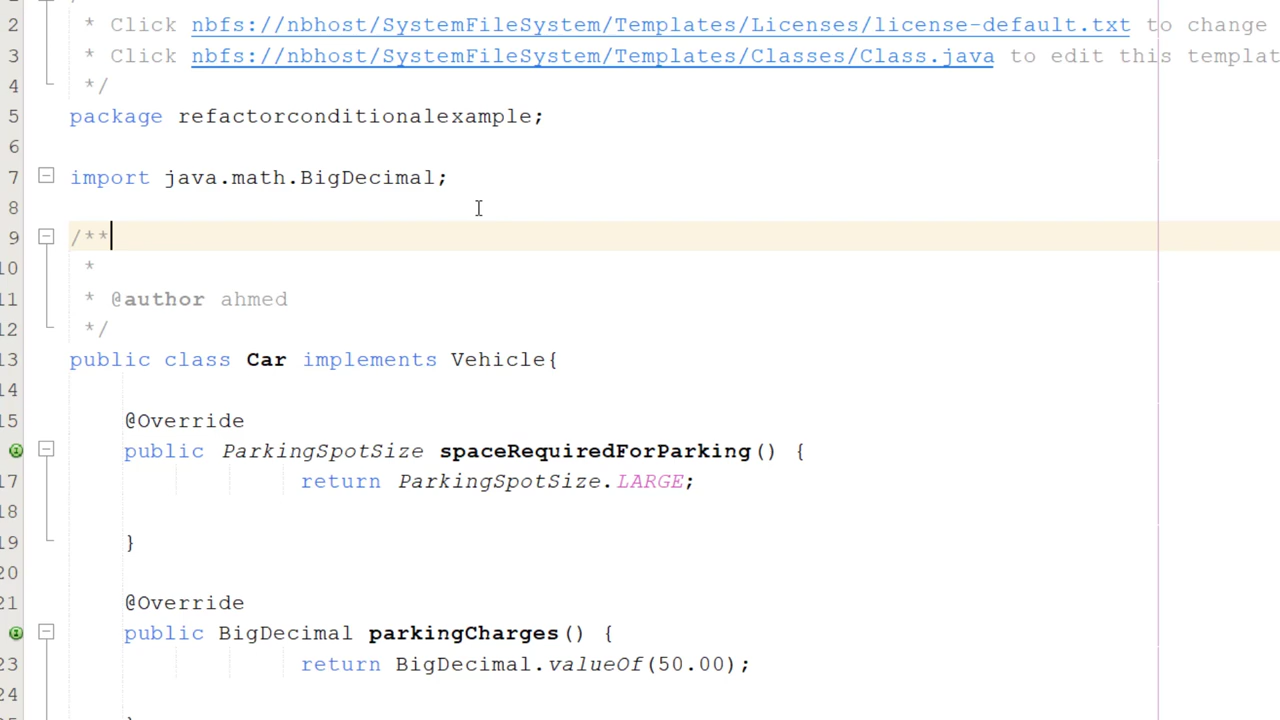 2 * Click nbfs://nbhost/SystemFileSystem/Templates/Licenses/license-default.txt to change
3 * Click nbfs://nbhost/SystemFileSystem/Templates/Classes/Class.java to edit this templat
4 */
5 package refactorconditionalexample;
6
7 import java.math.BigDecimal;
8
9 /**
10 *
11 * @author ahmed
12 */
13 public class Car implements Vehicle{
14
15 @Override
public ParkingSpotSize spaceRequiredForParking() {
17 return ParkingSpotSize.LARGE;
18
19 }
20
21 @Override
public BigDecimal parkingCharges() {
23 return BigDecimal.valueOf(50.00);
24